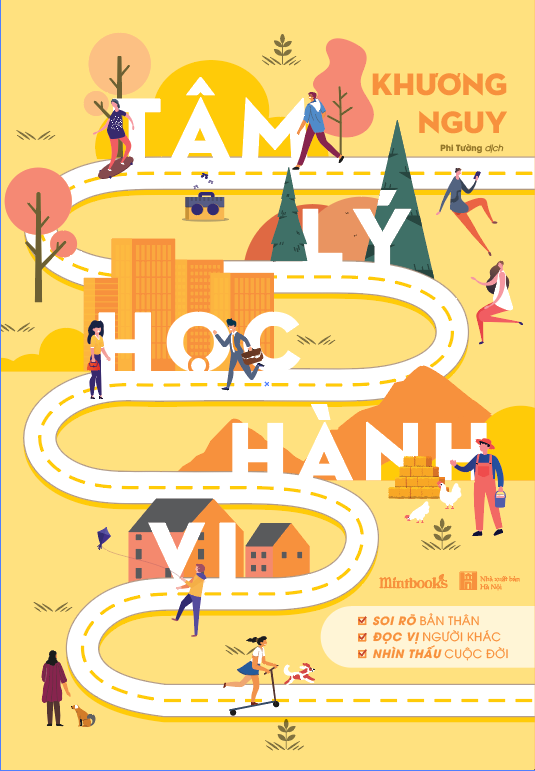 KHƯƠNG
NGUY
Phi Tường dịch
TÂM
LÝ
HỌC
HÀNH
VI
mintbooks
Nhà xuất bản
Hà Nội
SOI RÕ BẢN THÂN
ĐỌC VỊ NGƯỜI KHÁC
NHÌN THẤU CUỘC ĐỜI